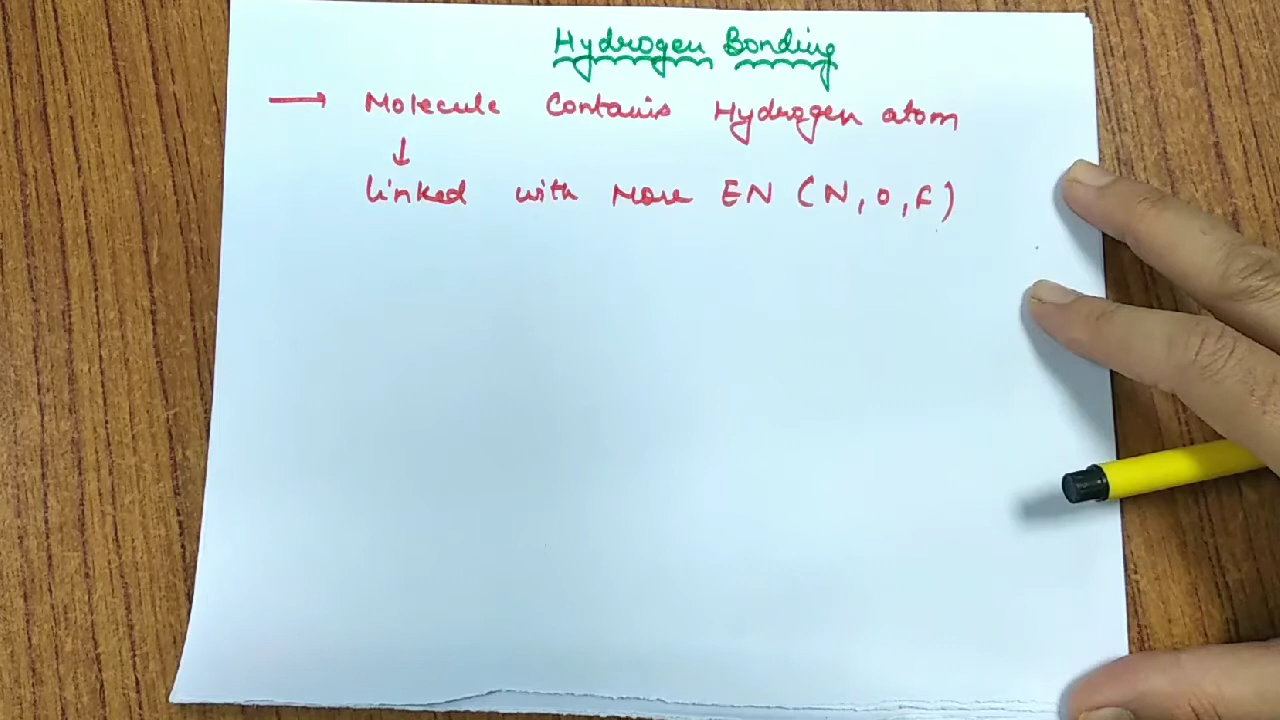 Hydrogen Bonding
→ Molecule Contains Hydrogen atom
↓
linked with More EN (N, O, F)